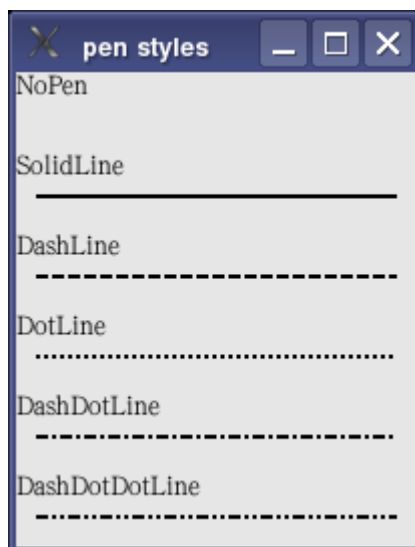 pen styles
NoPen
SolidLine
DashLine
DotLine
DashDotLine
DashDotDotLine